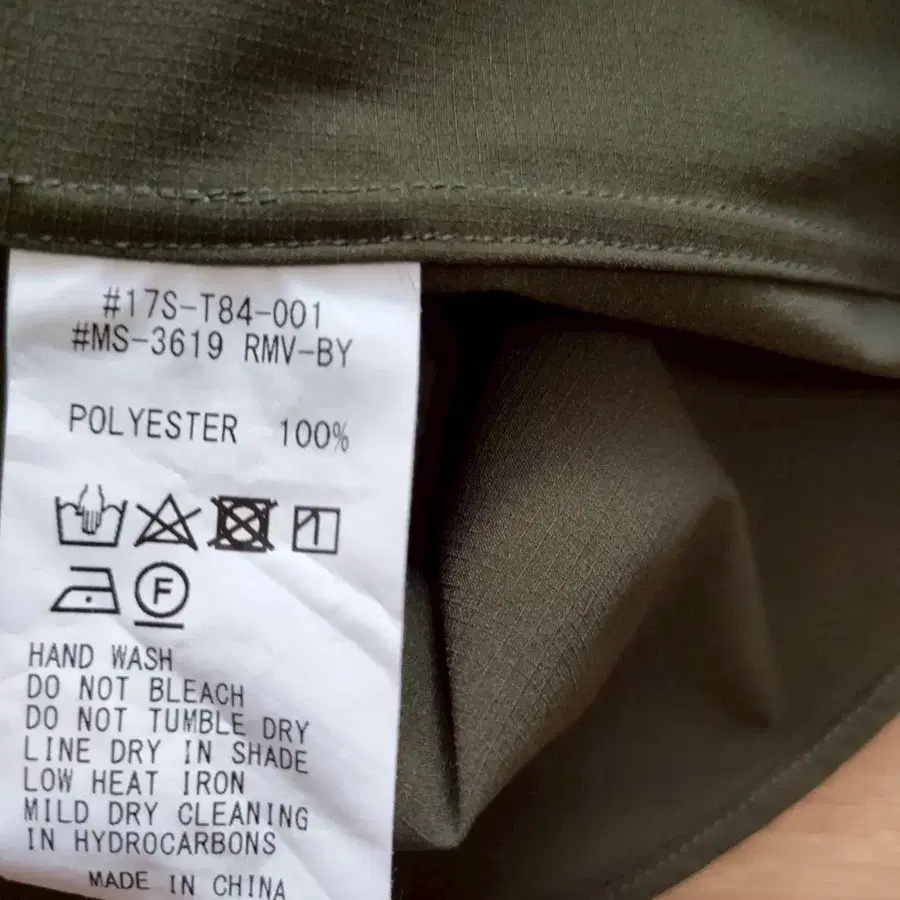 #17S-T84-001
#MS-3619 RMV-BY
POLYESTER 100%
F
HAND WASH
DO NOT BLEACH
DO NOT TUMBLE DRY
LINE DRY IN SHADE
LOW HEAT IRON
MILD DRY CLEANING
IN HYDROCARBONS
MADE IN CHINA